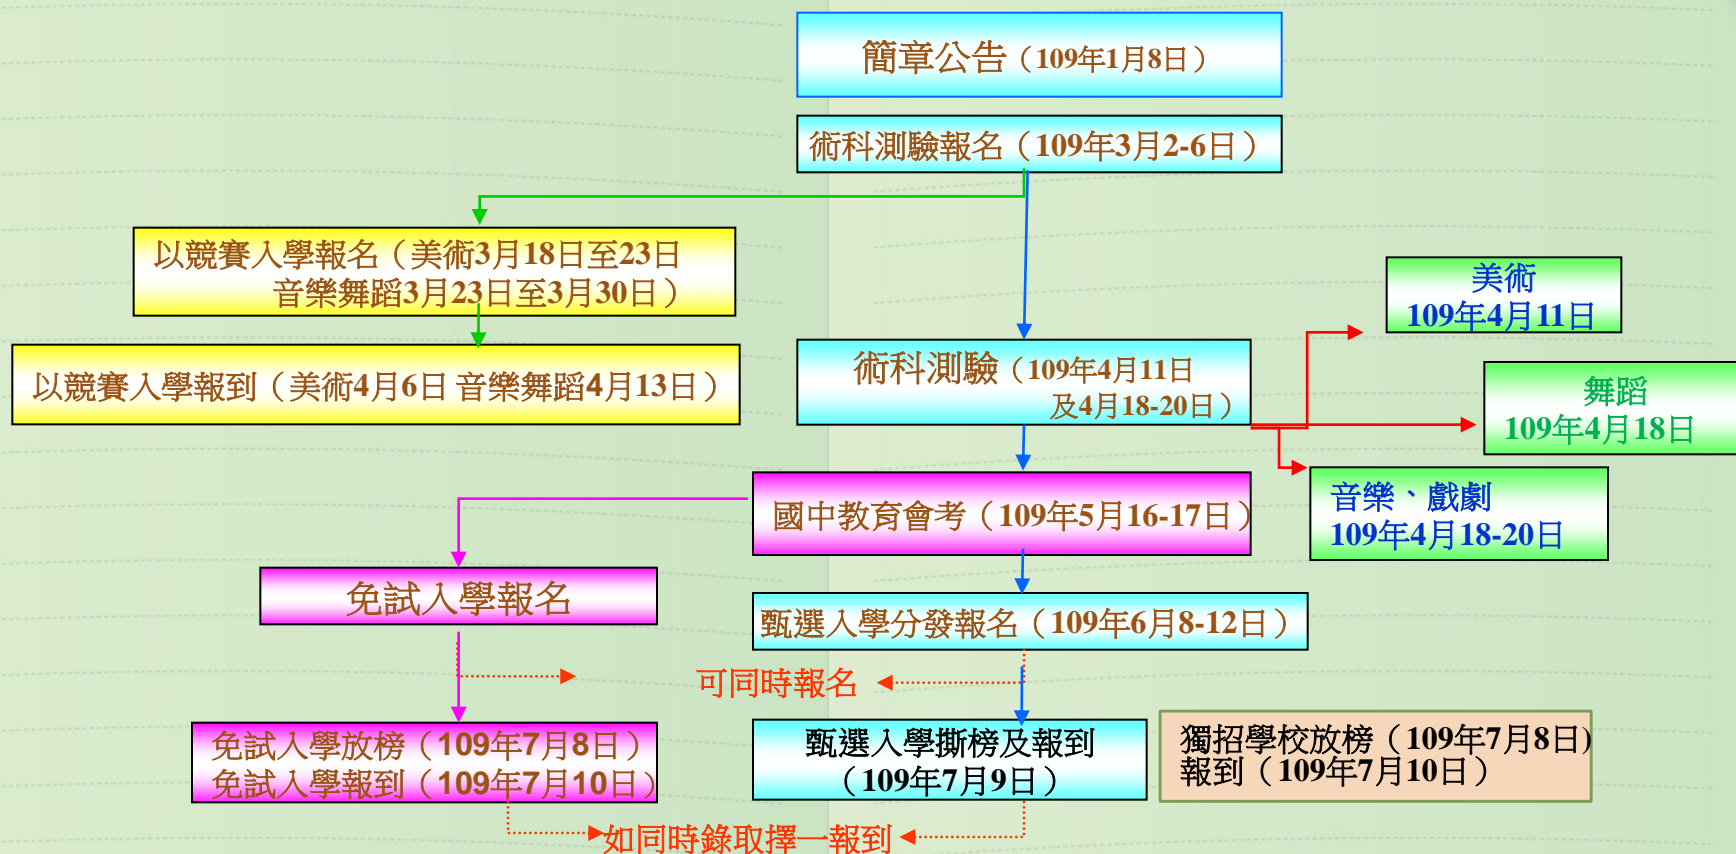 簡章公告（109年1月8日）
術科測驗報名（109年3月2-6日）
以競賽入學報名（美術3月18日至23日
音樂舞蹈3月23日至3月30日）
以競賽入學報到（美術4月6日 音樂舞蹈4月13日）
術科測驗（109年4月11日
及4月18-20日）
美術
109年4月11日
舞蹈
109年4月18日
音樂、戲劇
109年4月18-20日
國中教育會考（109年5月16-17日）
免試入學報名
甄選入學分發報名（109年6月8-12日）
可同時報名
免試入學放榜（109年7月8日）
免試入學報到（109年7月10日）
甄選入學撕榜及報到
（109年7月9日）
獨招學校放榜（109年7月8日)
報到（109年7月10日）
如同時錄取擇一報到